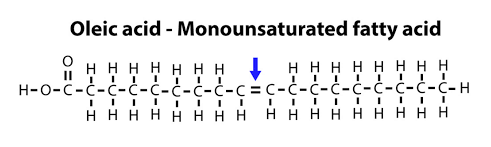 Oleic acid - Monounsaturated fatty acid
O
H H H H H H H H H H H H H H H
H-O-C-C-C-C-C-C-C-C-C=C-C-C-C-C-C-C-C-C-H
H H H H H H H H H H H H H H H H H